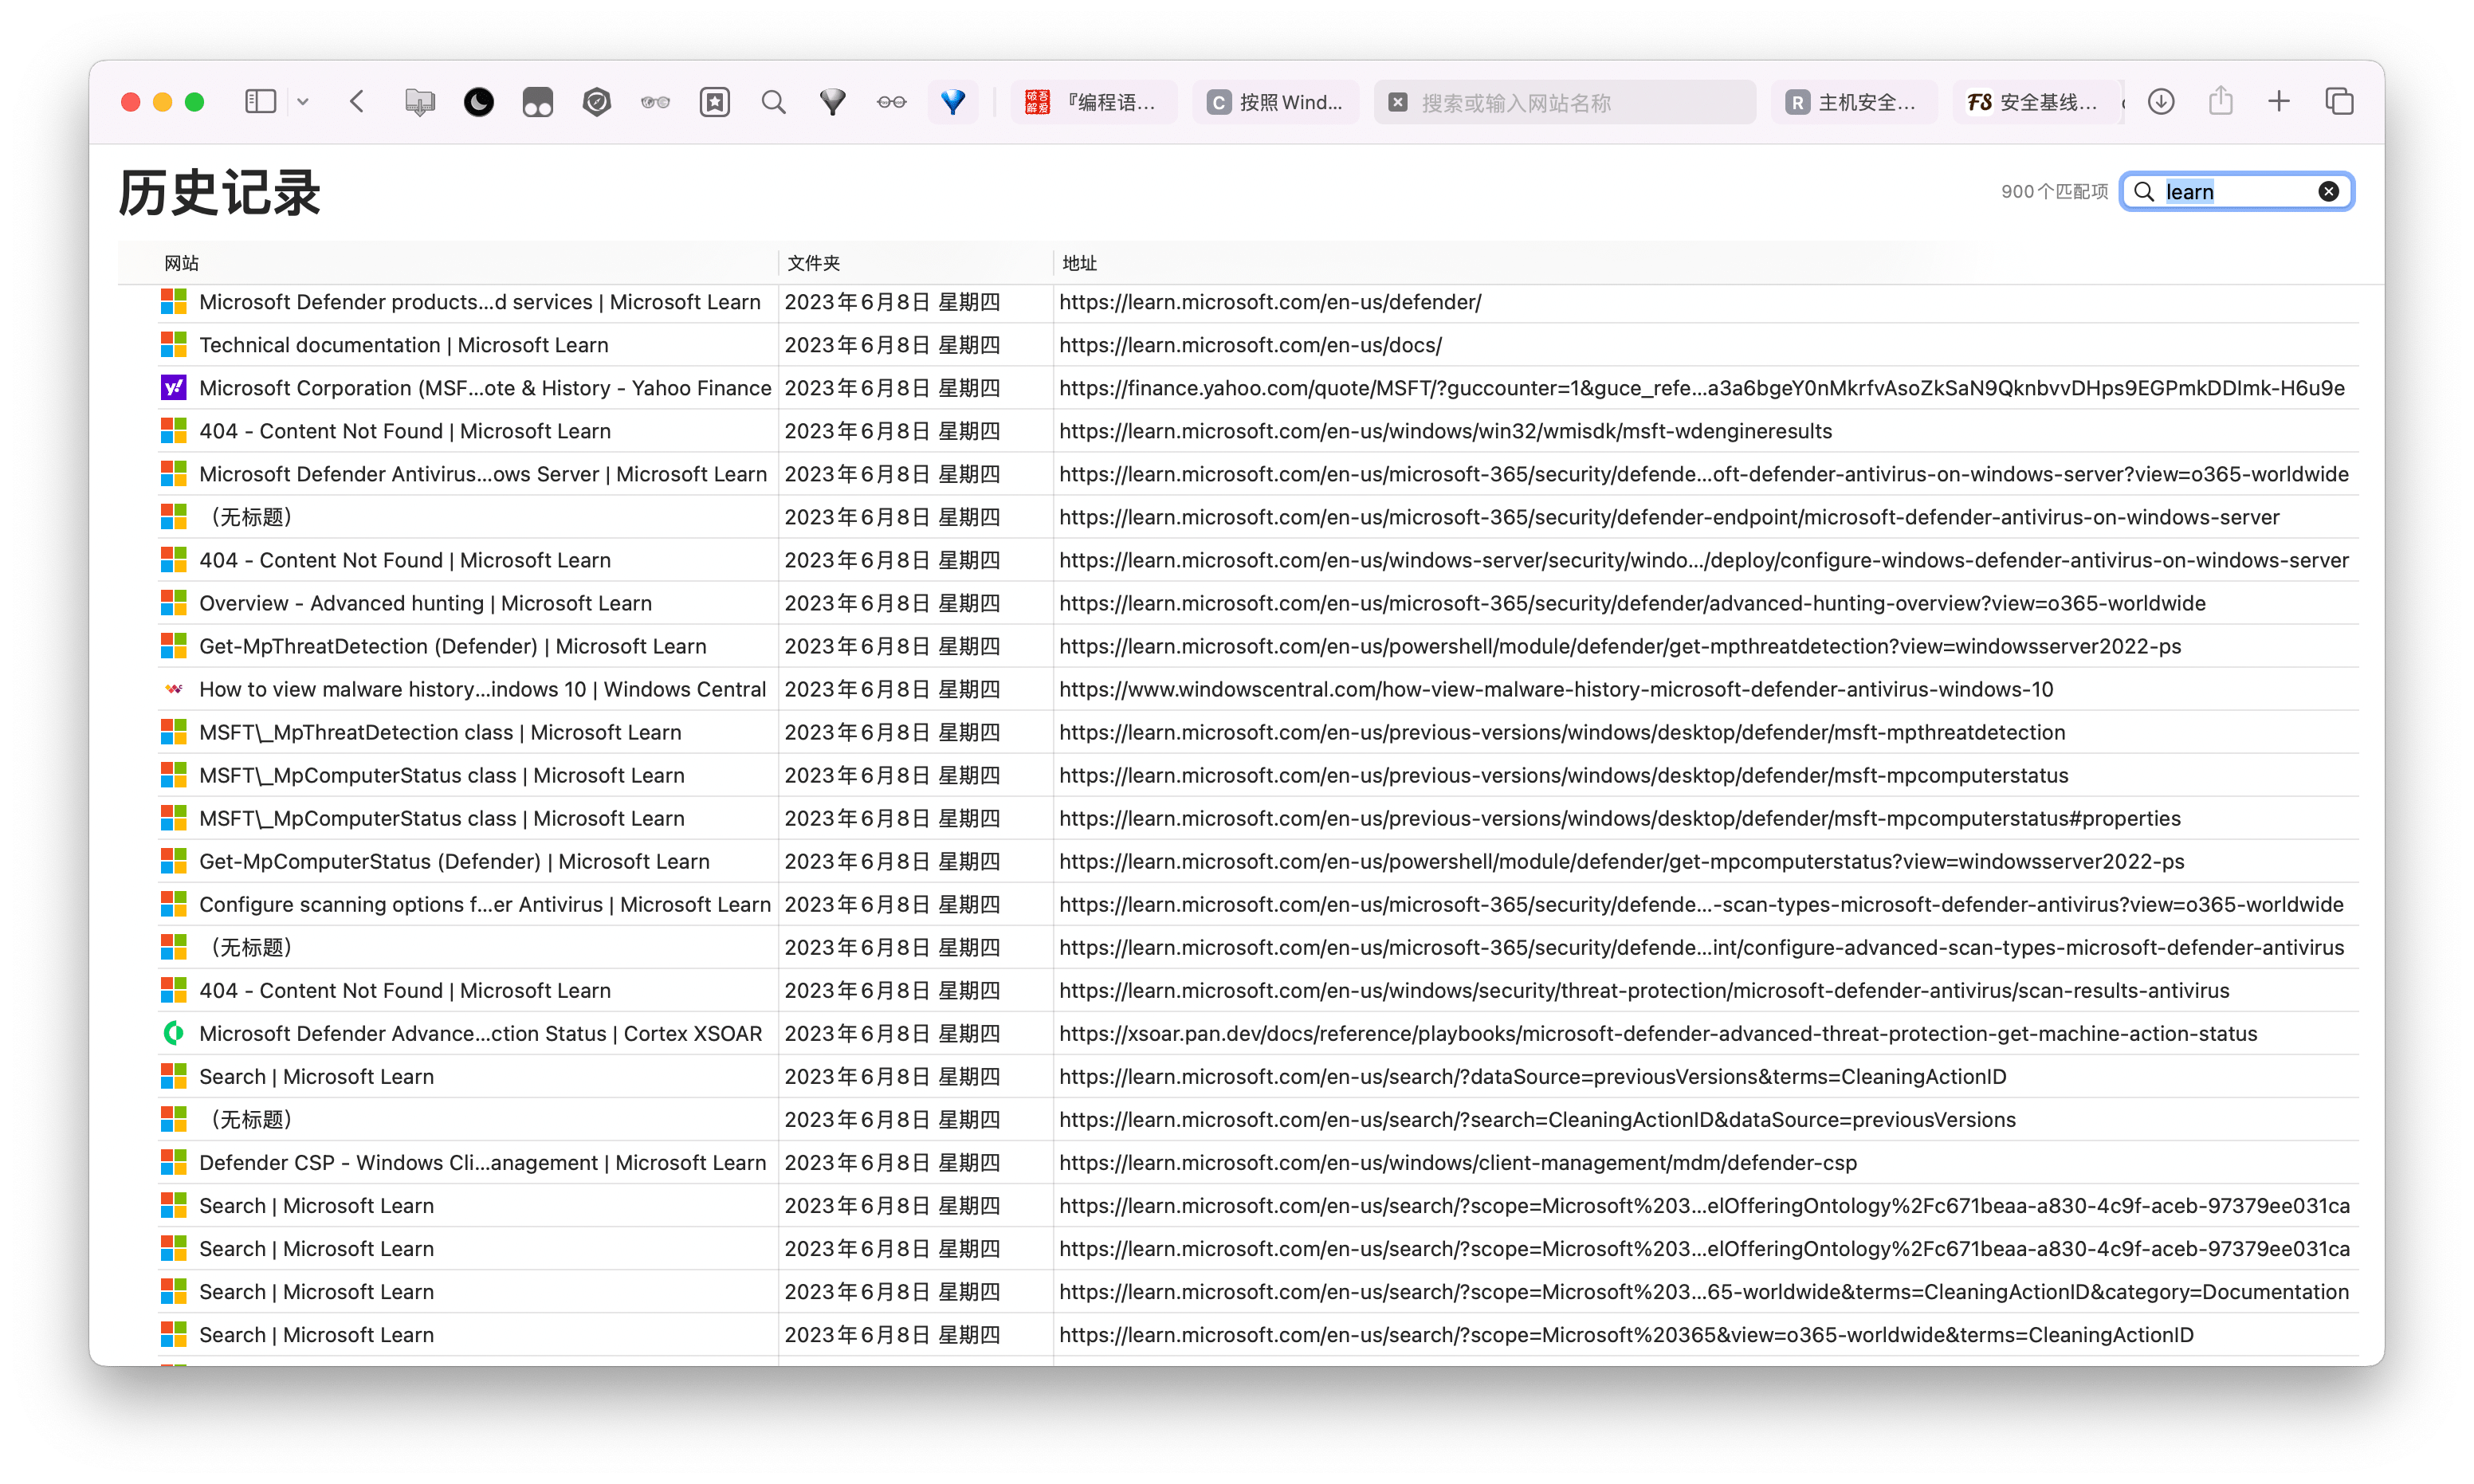 『编程语...
C 按照 Wind...
搜索或输入网站名称
R 主机安全...
FS 安全基线...
历史记录
900个匹配项
learn
网站 文件夹 地址
Microsoft Defender products...d services | Microsoft Learn 2023年6月8日 星期四 https://learn.microsoft.com/en-us/defender/
Technical documentation | Microsoft Learn 2023年6月8日 星期四 https://learn.microsoft.com/en-us/docs/
Microsoft Corporation (MSF...ote & History - Yahoo Finance 2023年6月8日 星期四 https://finance.yahoo.com/quote/MSFT/?guccounter=1&guce_refe...a3a6bgeY0nMkrfvAsoZkSaN9QknbvvDHps9EGPmkDDImk-H6u9e
404 - Content Not Found | Microsoft Learn 2023年6月8日 星期四 https://learn.microsoft.com/en-us/windows/win32/wmisdk/msft-wdengineresults
Microsoft Defender Antivirus...ows Server | Microsoft Learn 2023年6月8日 星期四 https://learn.microsoft.com/en-us/microsoft-365/security/defende...oft-defender-antivirus-on-windows-server?view=o365-worldwide
（无标题） 2023年6月8日 星期四 https://learn.microsoft.com/en-us/microsoft-365/security/defender-endpoint/microsoft-defender-antivirus-on-windows-server
404 - Content Not Found | Microsoft Learn 2023年6月8日 星期四 https://learn.microsoft.com/en-us/windows-server/security/windo.../deploy/configure-windows-defender-antivirus-on-windows-server
Overview - Advanced hunting | Microsoft Learn 2023年6月8日 星期四 https://learn.microsoft.com/en-us/microsoft-365/security/defender/advanced-hunting-overview?view=o365-worldwide
Get-MpThreatDetection (Defender) | Microsoft Learn 2023年6月8日 星期四 https://learn.microsoft.com/en-us/powershell/module/defender/get-mpthreatdetection?view=windowsserver2022-ps
How to view malware history...indows 10 | Windows Central 2023年6月8日 星期四 https://www.windowscentral.com/how-view-malware-history-microsoft-defender-antivirus-windows-10
MSFT\_MpThreatDetection class | Microsoft Learn 2023年6月8日 星期四 https://learn.microsoft.com/en-us/previous-versions/windows/desktop/defender/msft-mpthreatdetection
MSFT\_MpComputerStatus class | Microsoft Learn 2023年6月8日 星期四 https://learn.microsoft.com/en-us/previous-versions/windows/desktop/defender/msft-mpcomputerstatus
MSFT\_MpComputerStatus class | Microsoft Learn 2023年6月8日 星期四 https://learn.microsoft.com/en-us/previous-versions/windows/desktop/defender/msft-mpcomputerstatus#properties
Get-MpComputerStatus (Defender) | Microsoft Learn 2023年6月8日 星期四 https://learn.microsoft.com/en-us/powershell/module/defender/get-mpcomputerstatus?view=windowsserver2022-ps
Configure scanning options f...er Antivirus | Microsoft Learn 2023年6月8日 星期四 https://learn.microsoft.com/en-us/microsoft-365/security/defende...-scan-types-microsoft-defender-antivirus?view=o365-worldwide
（无标题） 2023年6月8日 星期四 https://learn.microsoft.com/en-us/microsoft-365/security/defende...int/configure-advanced-scan-types-microsoft-defender-antivirus
404 - Content Not Found | Microsoft Learn 2023年6月8日 星期四 https://learn.microsoft.com/en-us/windows/security/threat-protection/microsoft-defender-antivirus/scan-results-antivirus
Microsoft Defender Advance...ction Status | Cortex XSOAR 2023年6月8日 星期四 https://xsoar.pan.dev/docs/reference/playbooks/microsoft-defender-advanced-threat-protection-get-machine-action-status
Search | Microsoft Learn 2023年6月8日 星期四 https://learn.microsoft.com/en-us/search/?dataSource=previousVersions&terms=CleaningActionID
（无标题） 2023年6月8日 星期四 https://learn.microsoft.com/en-us/search/?search=CleaningActionID&dataSource=previousVersions
Defender CSP - Windows Cli...anagement | Microsoft Learn 2023年6月8日 星期四 https://learn.microsoft.com/en-us/windows/client-management/mdm/defender-csp
Search | Microsoft Learn 2023年6月8日 星期四 https://learn.microsoft.com/en-us/search/?scope=Microsoft%203...elOfferingOntology%2Fc671beaa-a830-4c9f-aceb-97379ee031ca
Search | Microsoft Learn 2023年6月8日 星期四 https://learn.microsoft.com/en-us/search/?scope=Microsoft%203...elOfferingOntology%2Fc671beaa-a830-4c9f-aceb-97379ee031ca
Search | Microsoft Learn 2023年6月8日 星期四 https://learn.microsoft.com/en-us/search/?scope=Microsoft%203...65-worldwide&terms=CleaningActionID&category=Documentation
Search | Microsoft Learn 2023年6月8日 星期四 https://learn.microsoft.com/en-us/search/?scope=Microsoft%20365&view=o365-worldwide&terms=CleaningActionID